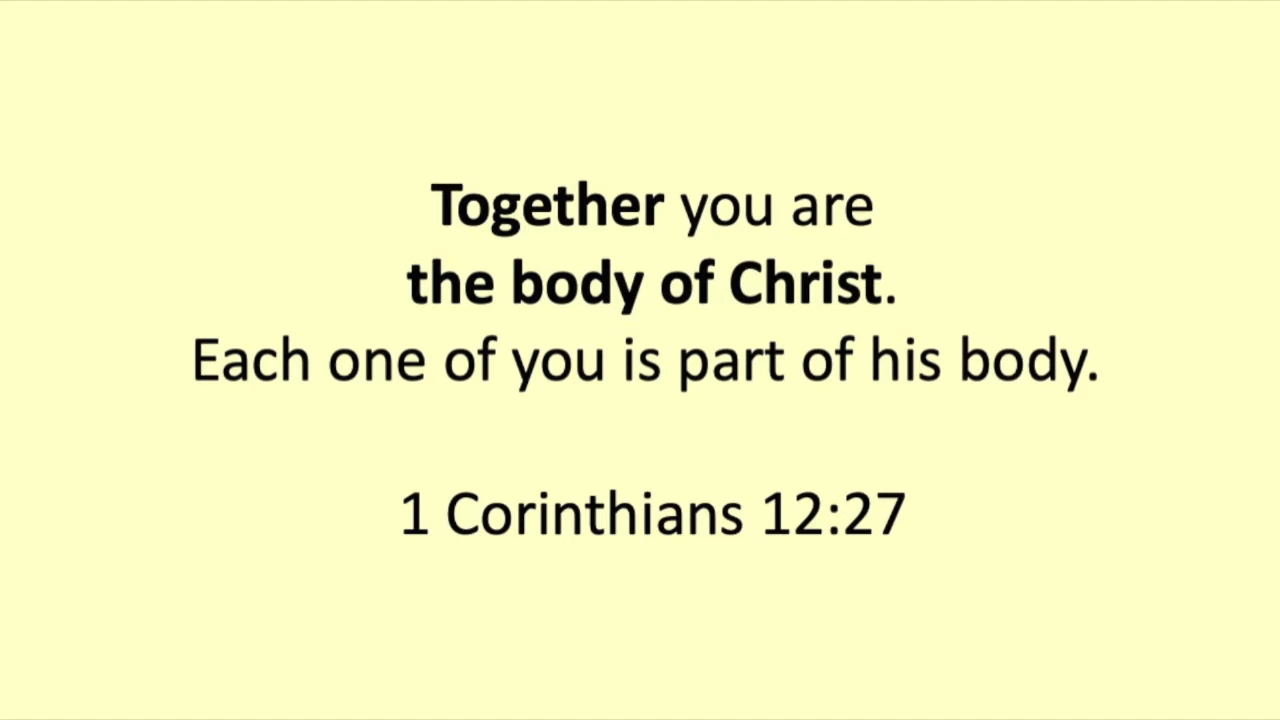 Together you are
the body of Christ.
Each one of you is part of his body.
1 Corinthians 12:27